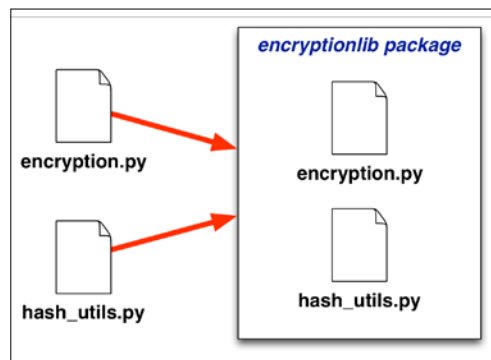 encryptionlib package
encryption.py
encryption.py
hash_utils.py
hash_utils.py